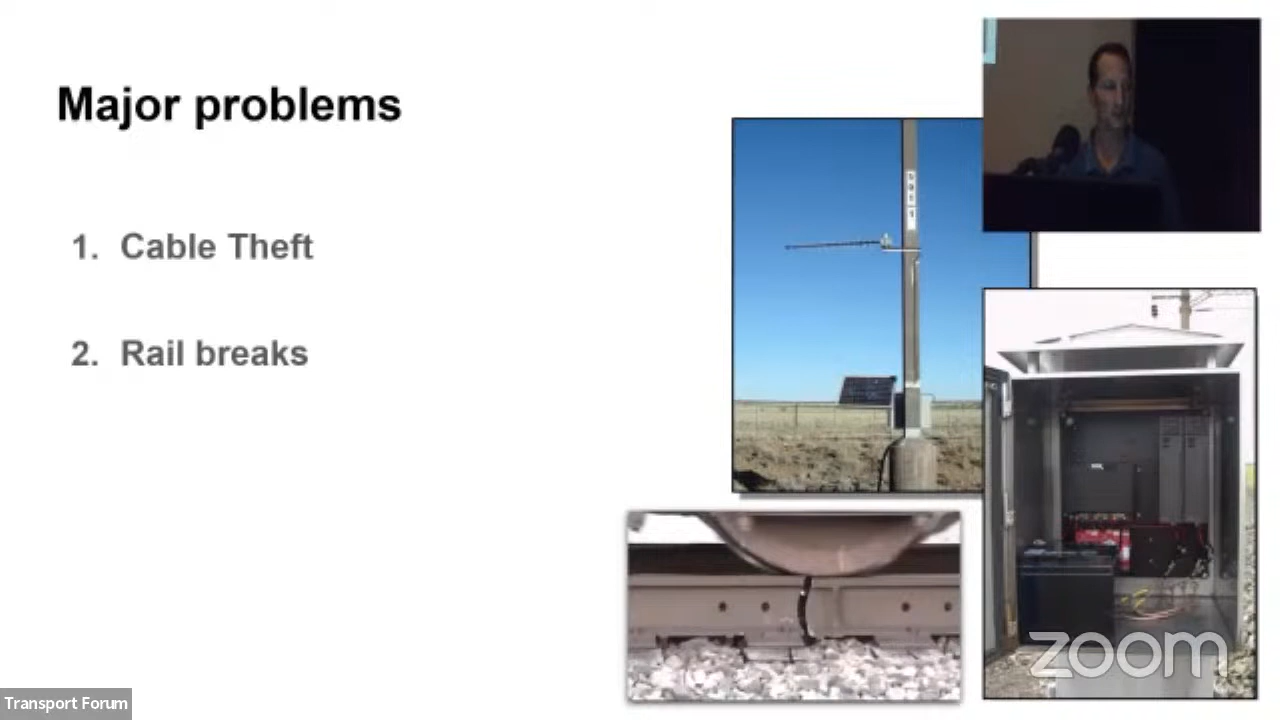 Major problems
1. Cable Theft
2. Rail breaks
zoom
Transport Forum